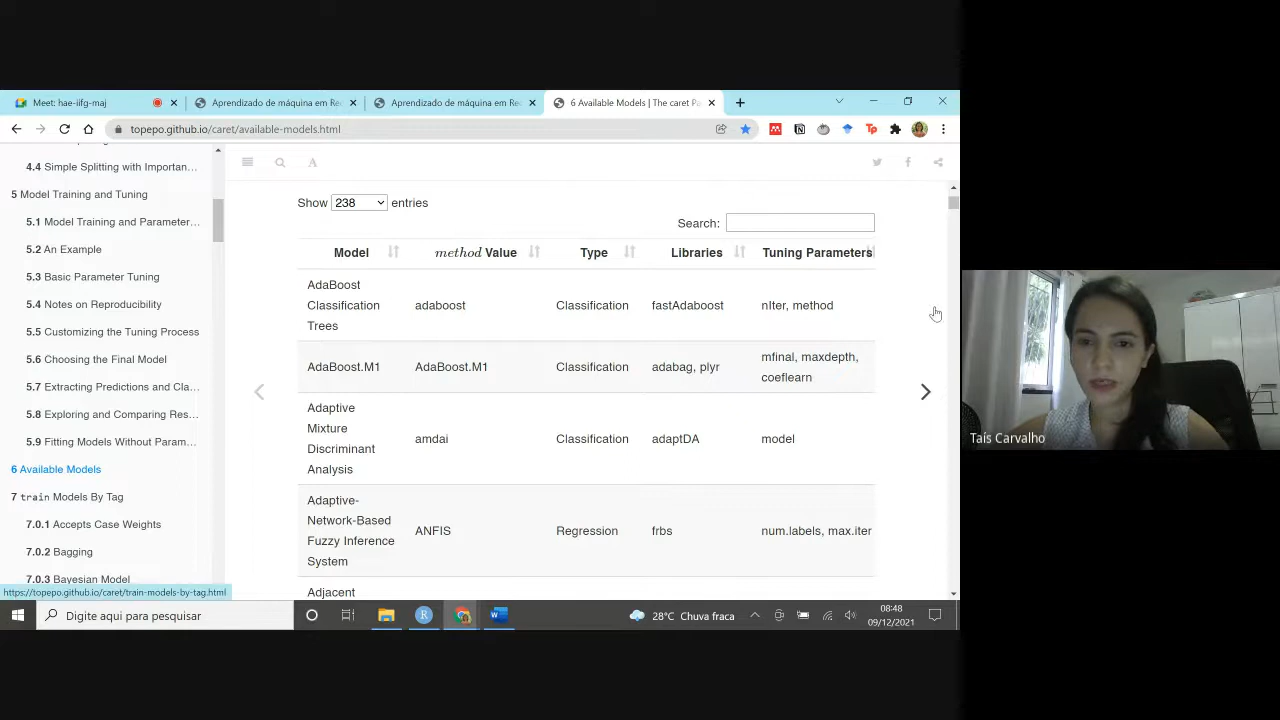 Meet: hae-iifg-maj
Aprendizado de máquina em Re
Aprendizado de máquina em Re
6 Available Models | The caret Pa
topepo.github.io/caret/available-models.html
4.4 Simple Splitting with Importan...
5 Model Training and Tuning
5.1 Model Training and Parameter...
5.2 An Example
5.3 Basic Parameter Tuning
5.4 Notes on Reproducibility
5.5 Customizing the Tuning Process
5.6 Choosing the Final Model
5.7 Extracting Predictions and Cla...
5.8 Exploring and Comparing Res...
5.9 Fitting Models Without Param...
6 Available Models
7 train Models By Tag
7.0.1 Accepts Case Weights
7.0.2 Bagging
7.0.3 Bayesian Model
https://topepo.github.io/caret/train-models-by-tag.html
A
Show 238 entries
Search:
Model method Value Type Libraries Tuning Parameters
AdaBoost
Classification
Trees
adaboost Classification fastAdaboost nIter, method
AdaBoost.M1 AdaBoost.M1 Classification adabag, plyr
mfinal, maxdepth,
coeflearn
Adaptive
Mixture
Discriminant
Analysis
amdai Classification adaptDA model
Adaptive-
Network-Based
Fuzzy Inference
System
ANFIS Regression frbs num.labels, max.iter
Adjacent
Taís Carvalho
Digite aqui para pesquisar
28°C Chuva fraca
08:48
09/12/2021